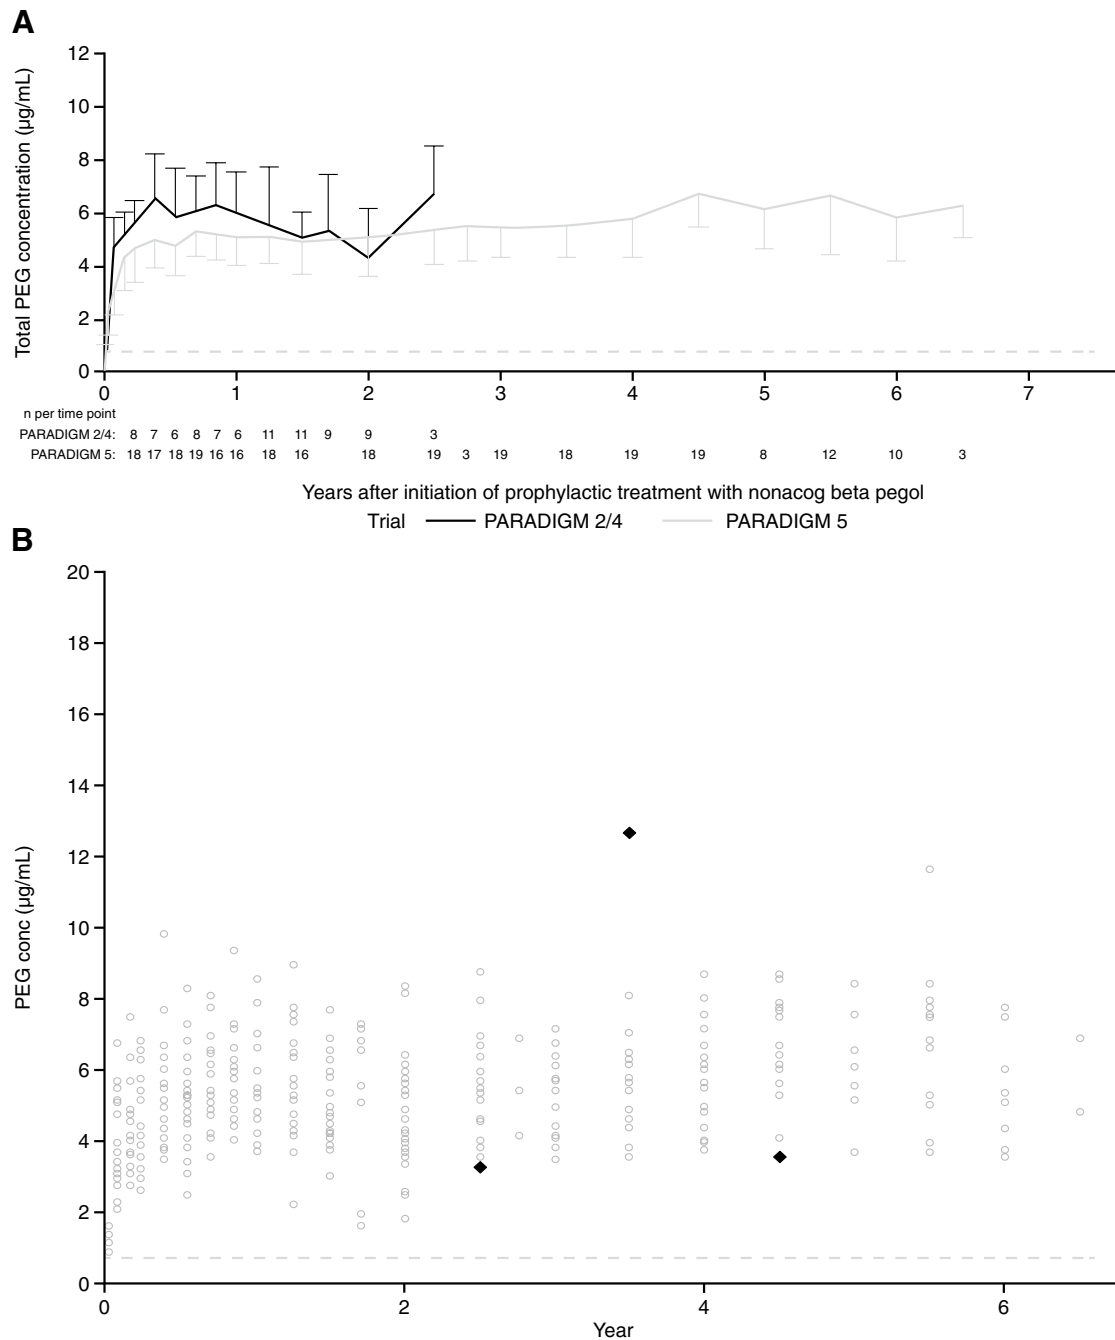 A
Total PEG concentration (µg/mL)
12
10
8
6
4
2
0
0 1 2 3 4 5 6 7
n per time point
PARADIGM 2/4: 8 7 6 8 7 6 11 11 9 9 3
PARADIGM 5: 18 17 18 19 16 16 18 16 18 19 3 19 18 19 19 8 12 10 3
Years after initiation of prophylactic treatment with nonacog beta pegol
Trial PARADIGM 2/4 PARADIGM 5
B
PEG conc (µg/mL)
20
18
16
14
12
10
8
6
4
2
0
0 2 4 6
Year